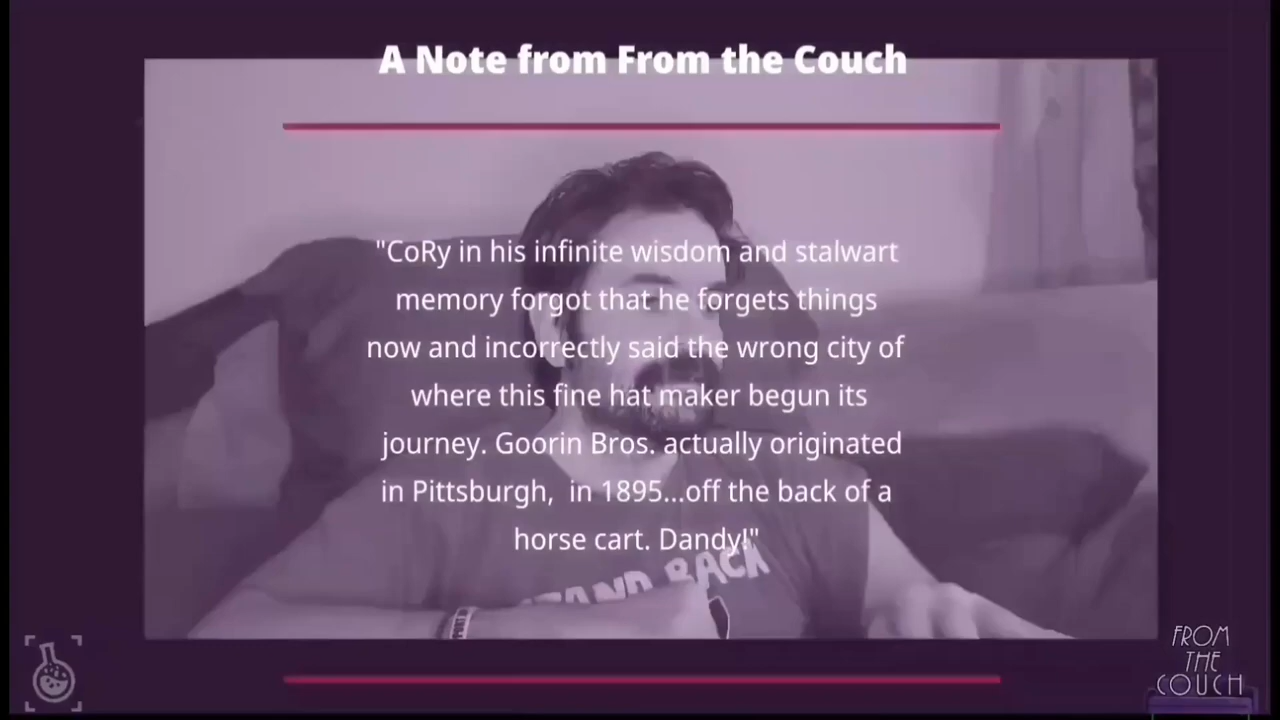 A Note from From the Couch
"CoRy in his infinite wisdom and stalwart
memory forgot that he forgets things
now and incorrectly said the wrong city of
where this fine hat maker begun its
journey. Goorin Bros. actually originated
in Pittsburgh,  in 1895...off the back of a
horse cart. Dandy!"
STAND BACK
FROM
THE
COUCH